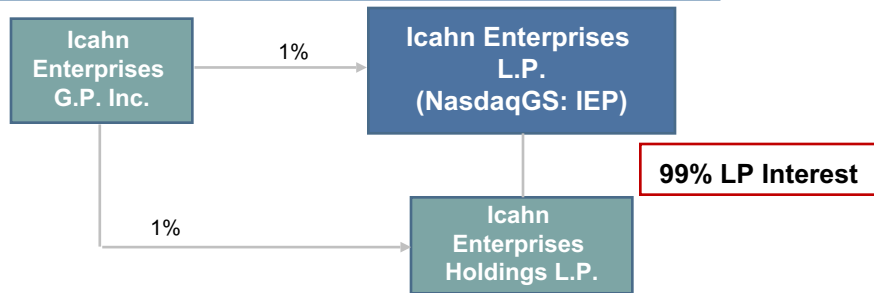 Icahn
Enterprises
G.P. Inc.
1%
Icahn Enterprises
L.P.
(NasdaqGS: IEP)
99% LP Interest
1%
Icahn
Enterprises
Holdings L.P.